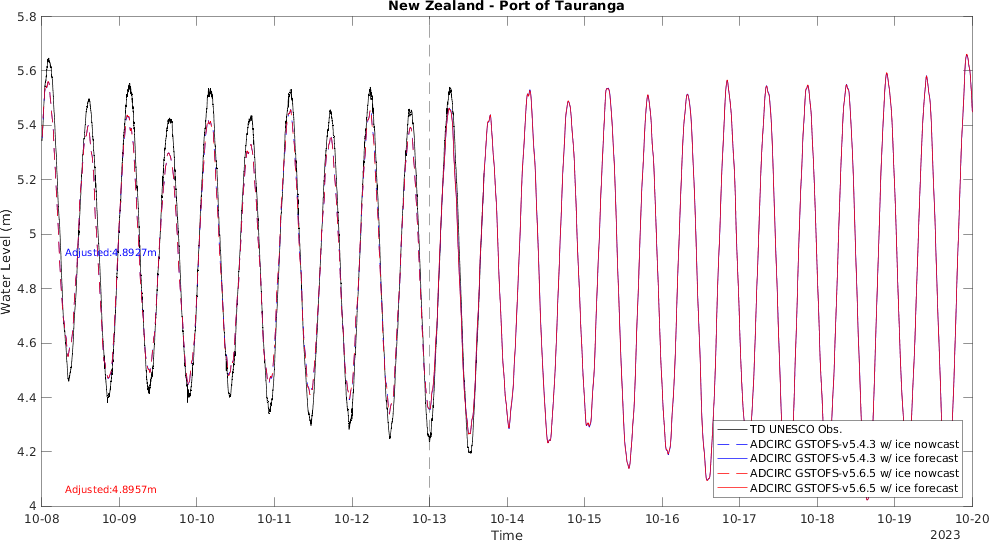 New Zealand - Port of Tauranga
5.8
5.6
5.4
5.2
5
4.8
4.6
4.4
4.2
4
Water Level (m)
Adjusted:4.8927m
Adjusted:4.8957m
TD UNESCO Obs.
ADCIRC GSTOFS-v5.4.3 w/ ice nowcast
ADCIRC GSTOFS-v5.4.3 w/ ice forecast
ADCIRC GSTOFS-v5.6.5 w/ ice nowcast
ADCIRC GSTOFS-v5.6.5 w/ ice forecast
10-08 10-09 10-10 10-11 10-12 10-13 10-14 10-15 10-16 10-17 10-18 10-19 10-20
Time
2023